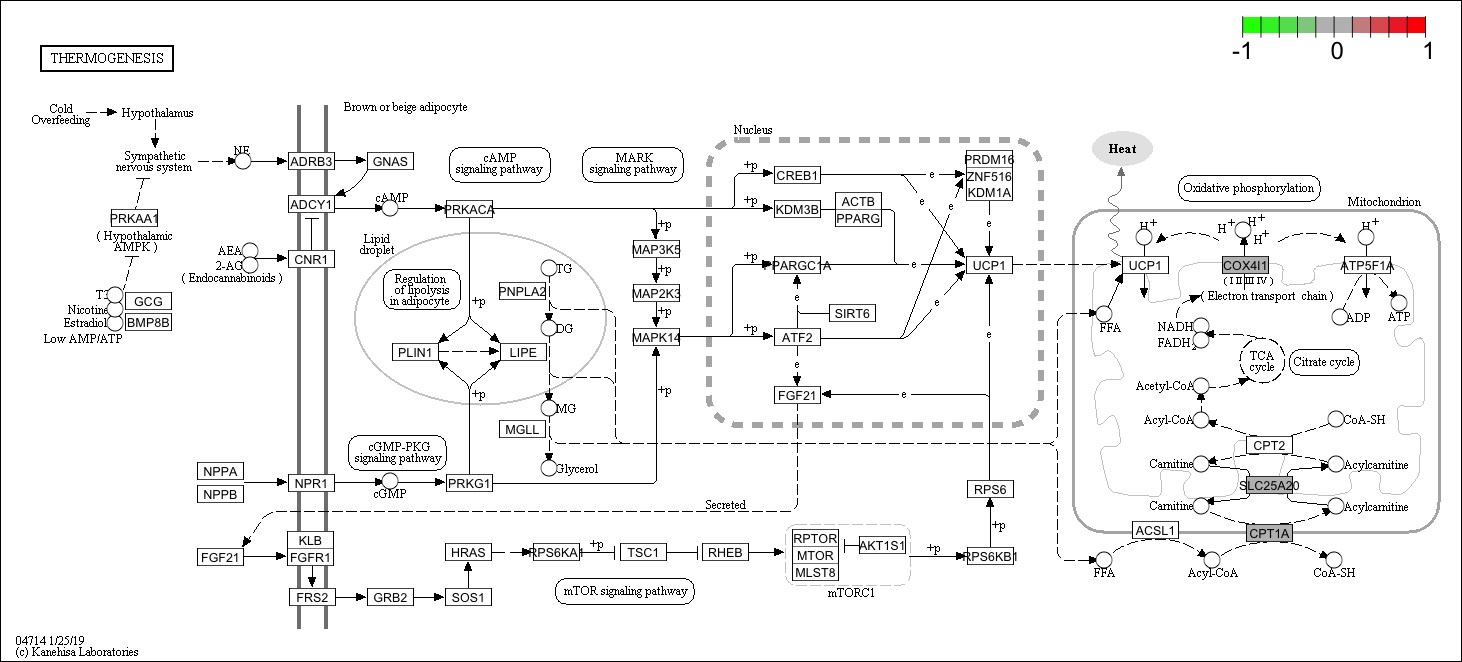 -1
0
1
THERMOGENESIS
Cold
Overfeeding
Hypothalamus
Brown or beige adipocyte
Sympathetic
nervous system
NE
ADRB3
GNAS
cAMP
signaling pathway
MARK
signaling pathway
Nucleus
Heat
PRKAA1
( Hypothalamic
AMPK )
ADCY1
cAMP
PRKACA
AEA
2-AG
( Endocannabinoids )
CNR1
T3
Nicotine
Estradiol
Low AMP/ATP
GCG
BMP8B
Lipid
droplet
Regulation
of lipolysis
in adipocyte
+p
TG
PNPLA2
DG
PLIN1
LIPE
+p
MG
MGLL
Glycerol
+p
MAP3K5
+p
MAP2K3
+p
MAPK14
+p
+p
+p
+p
+p
+p
CREB1
e
PRDM16
ZNF516
KDM1A
e
e
e
e
KDM3B
ACTB
PPARG
e
PPARGC1A
e
UCP1
e
SIRT6
ATF2
e
e
e
FGF21
e
Oxidative phosphorylation
Mitochondrion
H+
H+
H+
H+
H+
UCP1
COX4I1
( I II III IV )
( Electron transport  chain )
ATP5F1A
ADP
ATP
FFA
NADH
FADH2
TCA
cycle
Citrate cycle
Acetyl-CoA
Acyl-CoA
CoA-SH
CPT2
Carnitine
Acylcarnitine
SLC25A20
Carnitine
Acylcarnitine
ACSL1
CPT1A
FFA
Acyl-CoA
CoA-SH
NPPA
NPPB
NPR1
cGMP-PKG
signaling pathway
cGMP
PRKG1
Secreted
RPS6
+p
FGF21
KLB
FGFR1
FRS2
GRB2
SOS1
HRAS
RPS6KA1
+p
TSC1
RHEB
RPTOR
MTOR
MLST8
AKT1S1
mTORC1
+p
RPS6KB1
mTOR signaling pathway
04714 1/25/19
(c) Kanehisa Laboratories